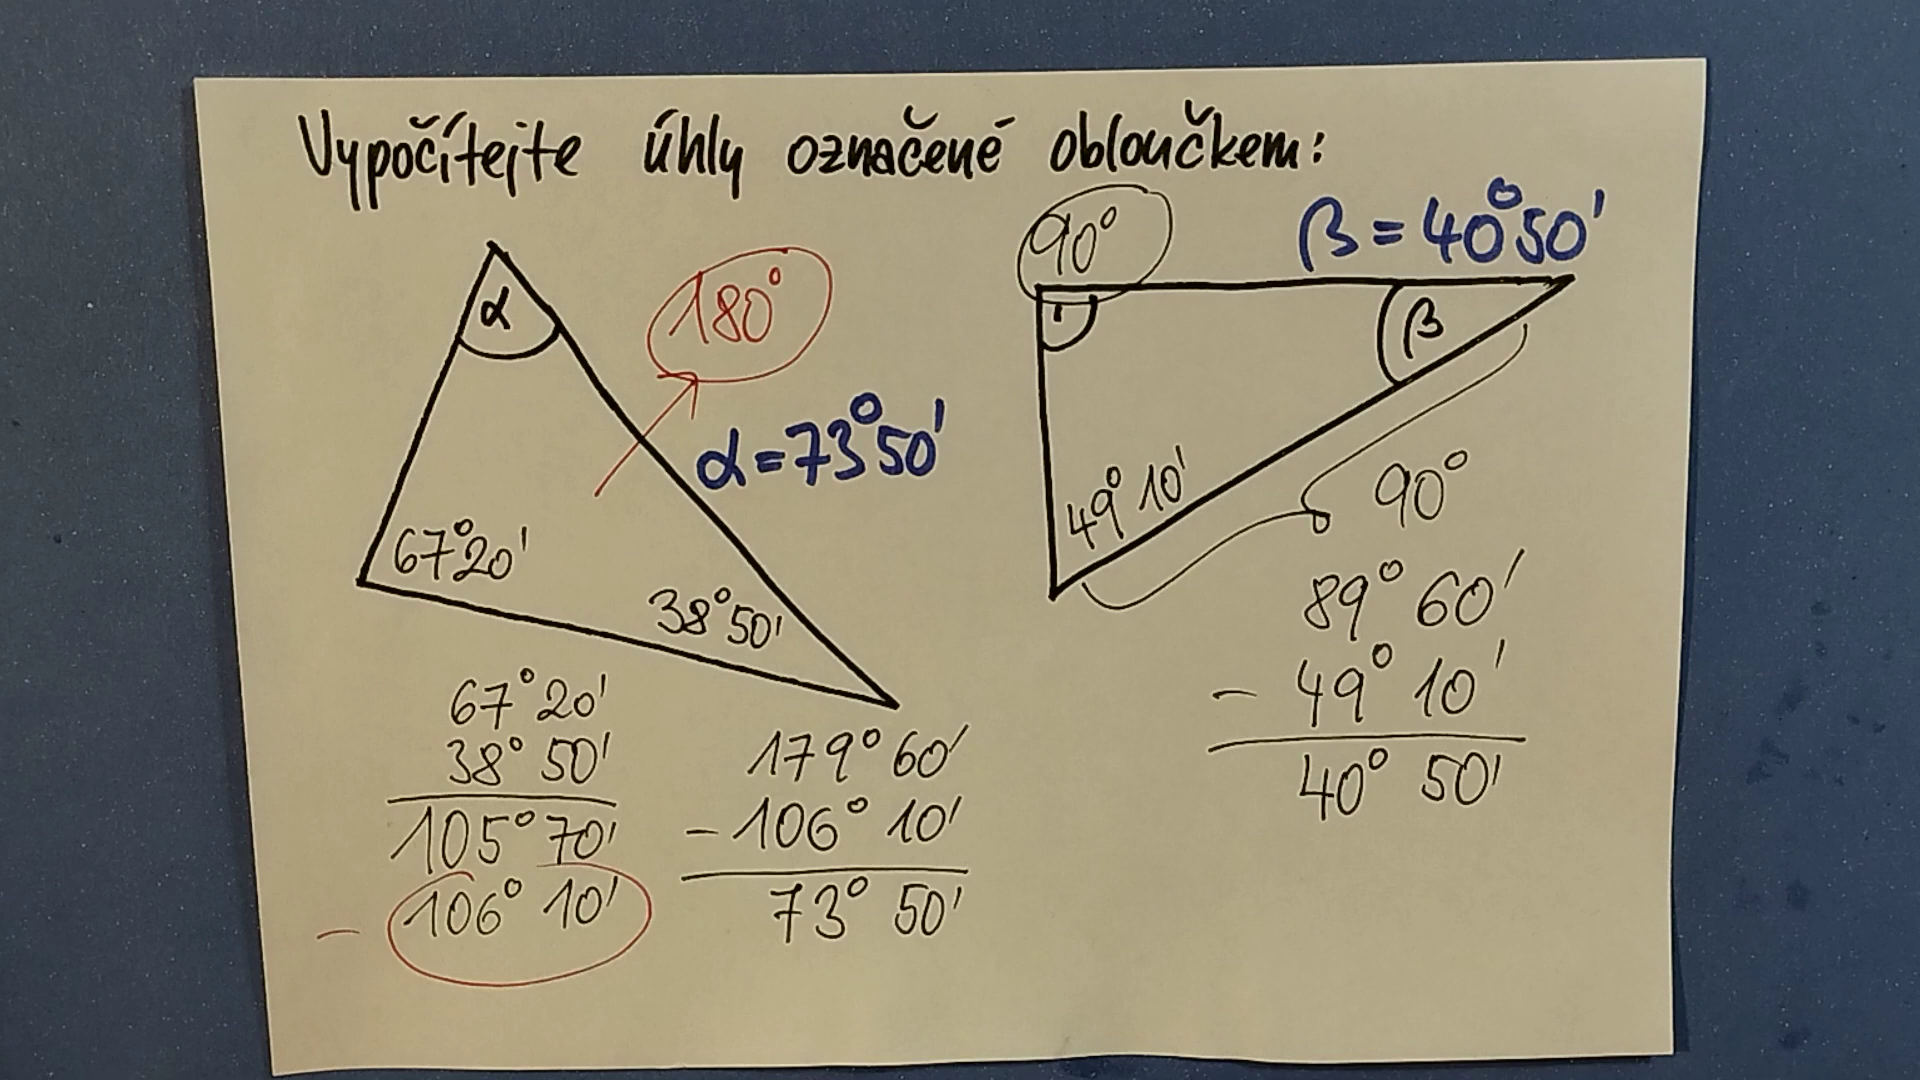 Vypočítejte úhly označené obloučkem:
90°
β = 40°50'
α
180°
β
α = 73°50'
49° 10'
90°
67°20'
38°50'
89° 60'
- 49° 10'
40° 50'
67° 20'
38° 50'
105° 70'
- 106° 10'
179° 60'
- 106° 10'
73° 50'